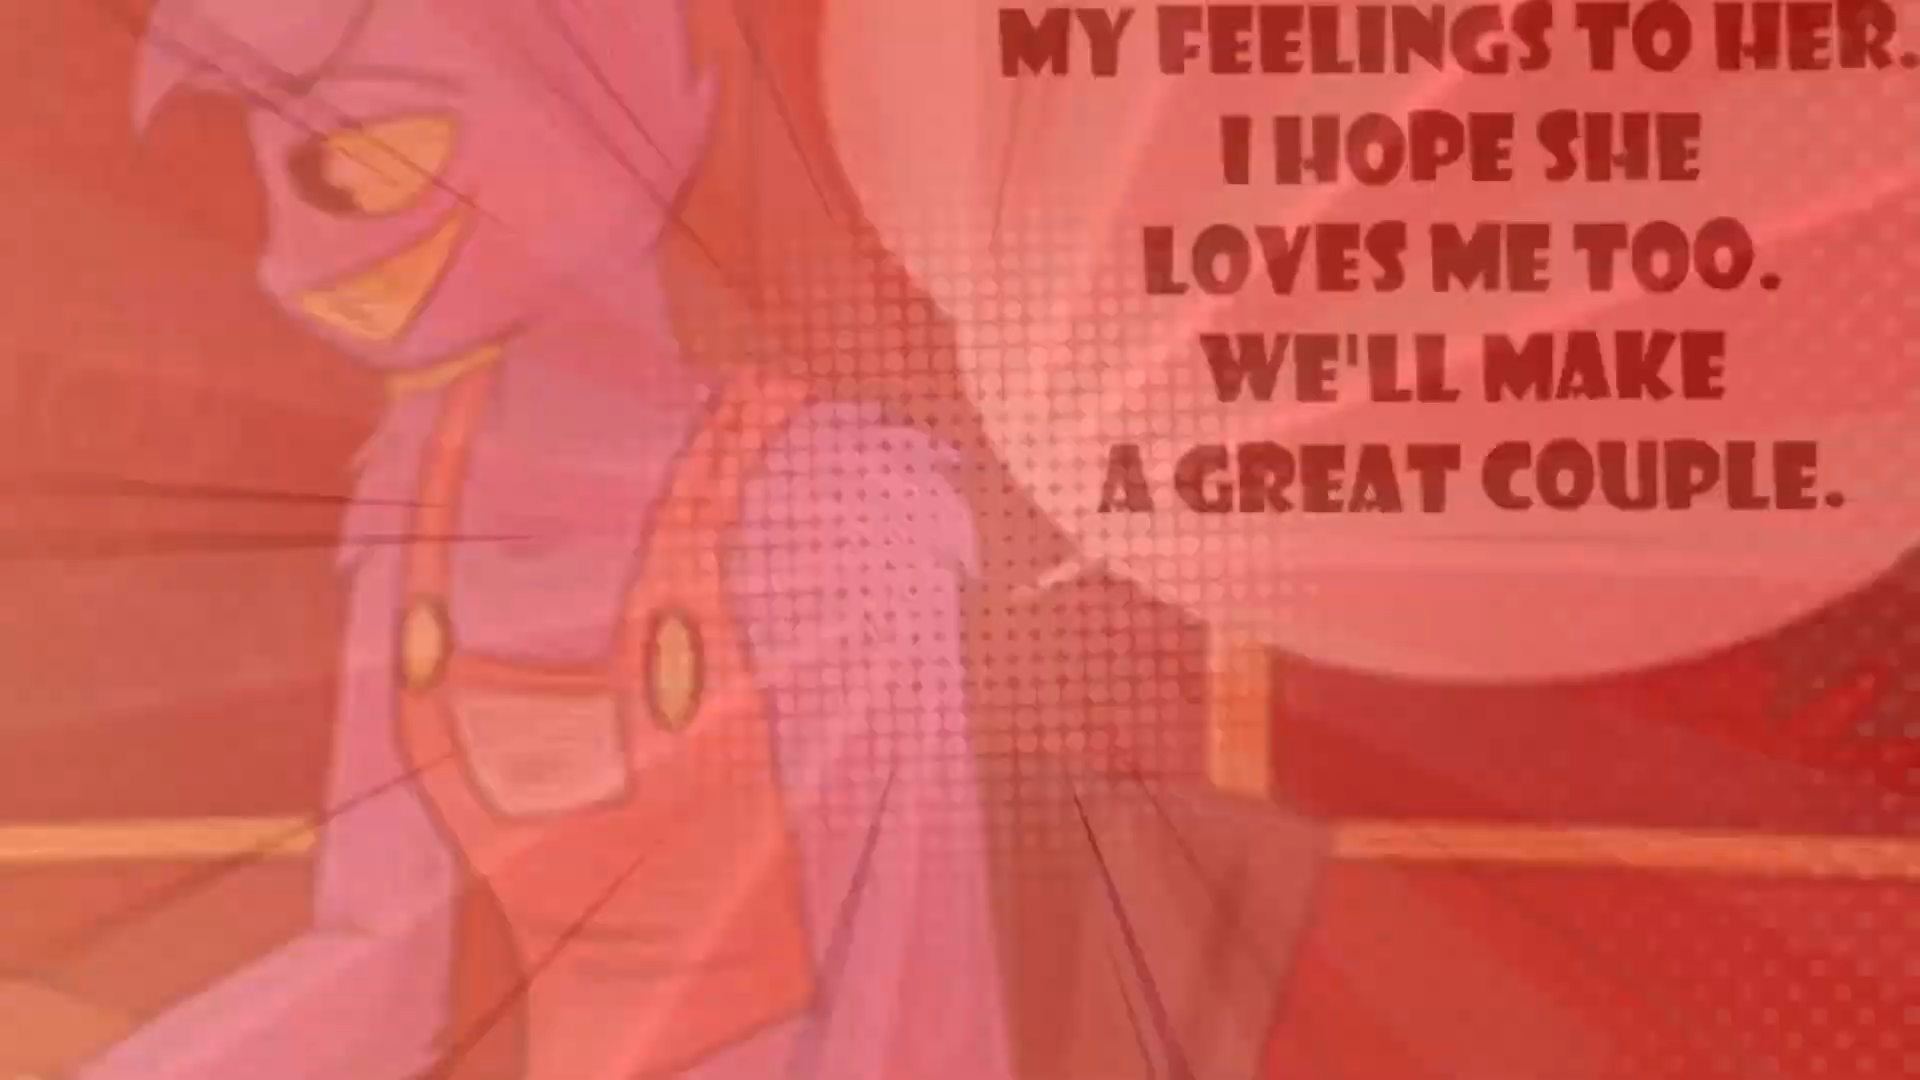 MY FEELINGS TO HER.
I HOPE SHE
LOVES ME TOO.
WE'LL MAKE
A GREAT COUPLE.